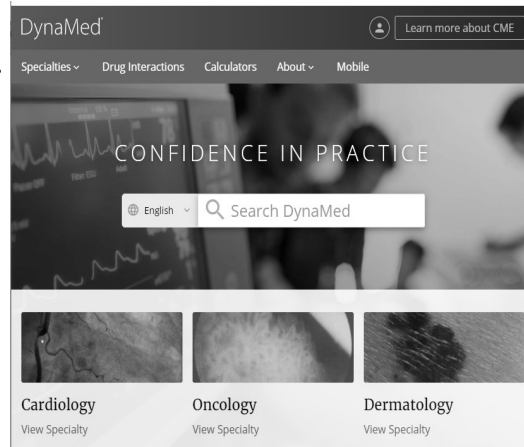 DynaMed
Learn more about CME
Specialties Drug Interactions Calculators About Mobile
CONFIDENCE IN PRACTICE
English Search DynaMed
Cardiology Oncology Dermatology
View Specialty View Specialty View Specialty